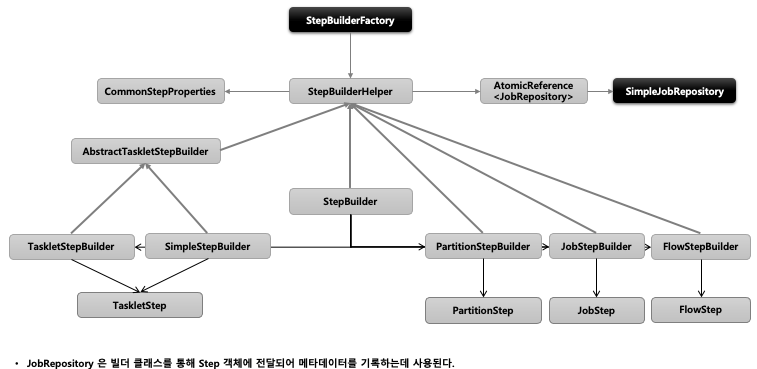 StepBuilderFactory
CommonStepProperties
StepBuilderHelper
AtomicReference
<JobRepository>
SimpleJobRepository
AbstractTaskletStepBuilder
StepBuilder
TaskletStepBuilder
SimpleStepBuilder
PartitionStepBuilder
JobStepBuilder
FlowStepBuilder
TaskletStep
PartitionStep
JobStep
FlowStep
• JobRepository 은 빌더 클래스를 통해 Step 객체에 전달되어 메타데이터를 기록하는데 사용된다.